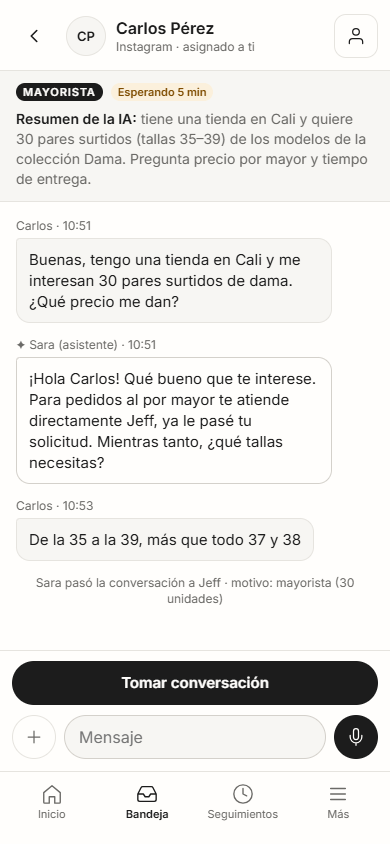 CP
Carlos Pérez
Instagram · asignado a ti
MAYORISTA
Esperando 5 min
Resumen de la IA: tiene una tienda en Cali y quiere
30 pares surtidos (tallas 35–39) de los modelos de la
colección Dama. Pregunta precio por mayor y tiempo
de entrega.
Carlos · 10:51
Buenas, tengo una tienda en Cali y me
interesan 30 pares surtidos de dama.
¿Qué precio me dan?
✦ Sara (asistente) · 10:51
¡Hola Carlos! Qué bueno que te interese.
Para pedidos al por mayor te atiende
directamente Jeff, ya le pasé tu
solicitud. Mientras tanto, ¿qué tallas
necesitas?
Carlos · 10:53
De la 35 a la 39, más que todo 37 y 38
Sara pasó la conversación a Jeff · motivo: mayorista (30
unidades)
Tomar conversación
Mensaje
Inicio
Bandeja
Seguimientos
Más